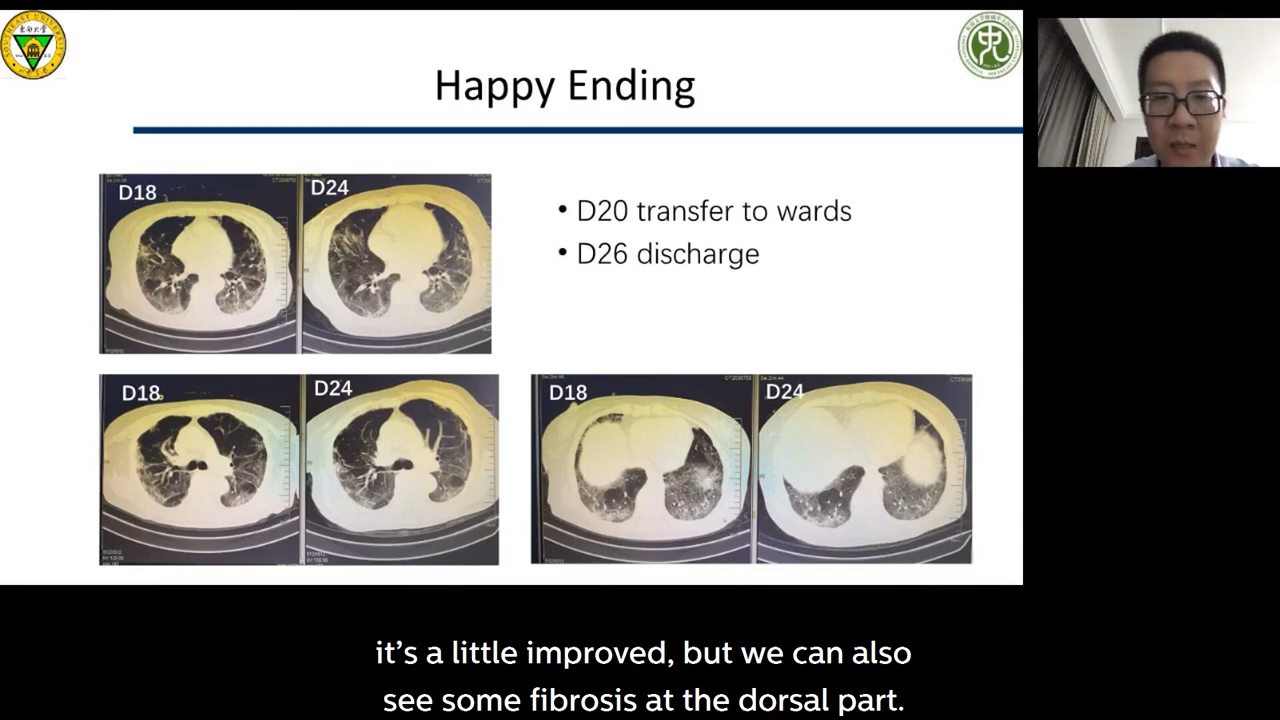 Happy Ending
D18
D24
• D20 transfer to wards
• D26 discharge
D18
D24
D18
D24
it's a little improved, but we can also
see some fibrosis at the dorsal part.